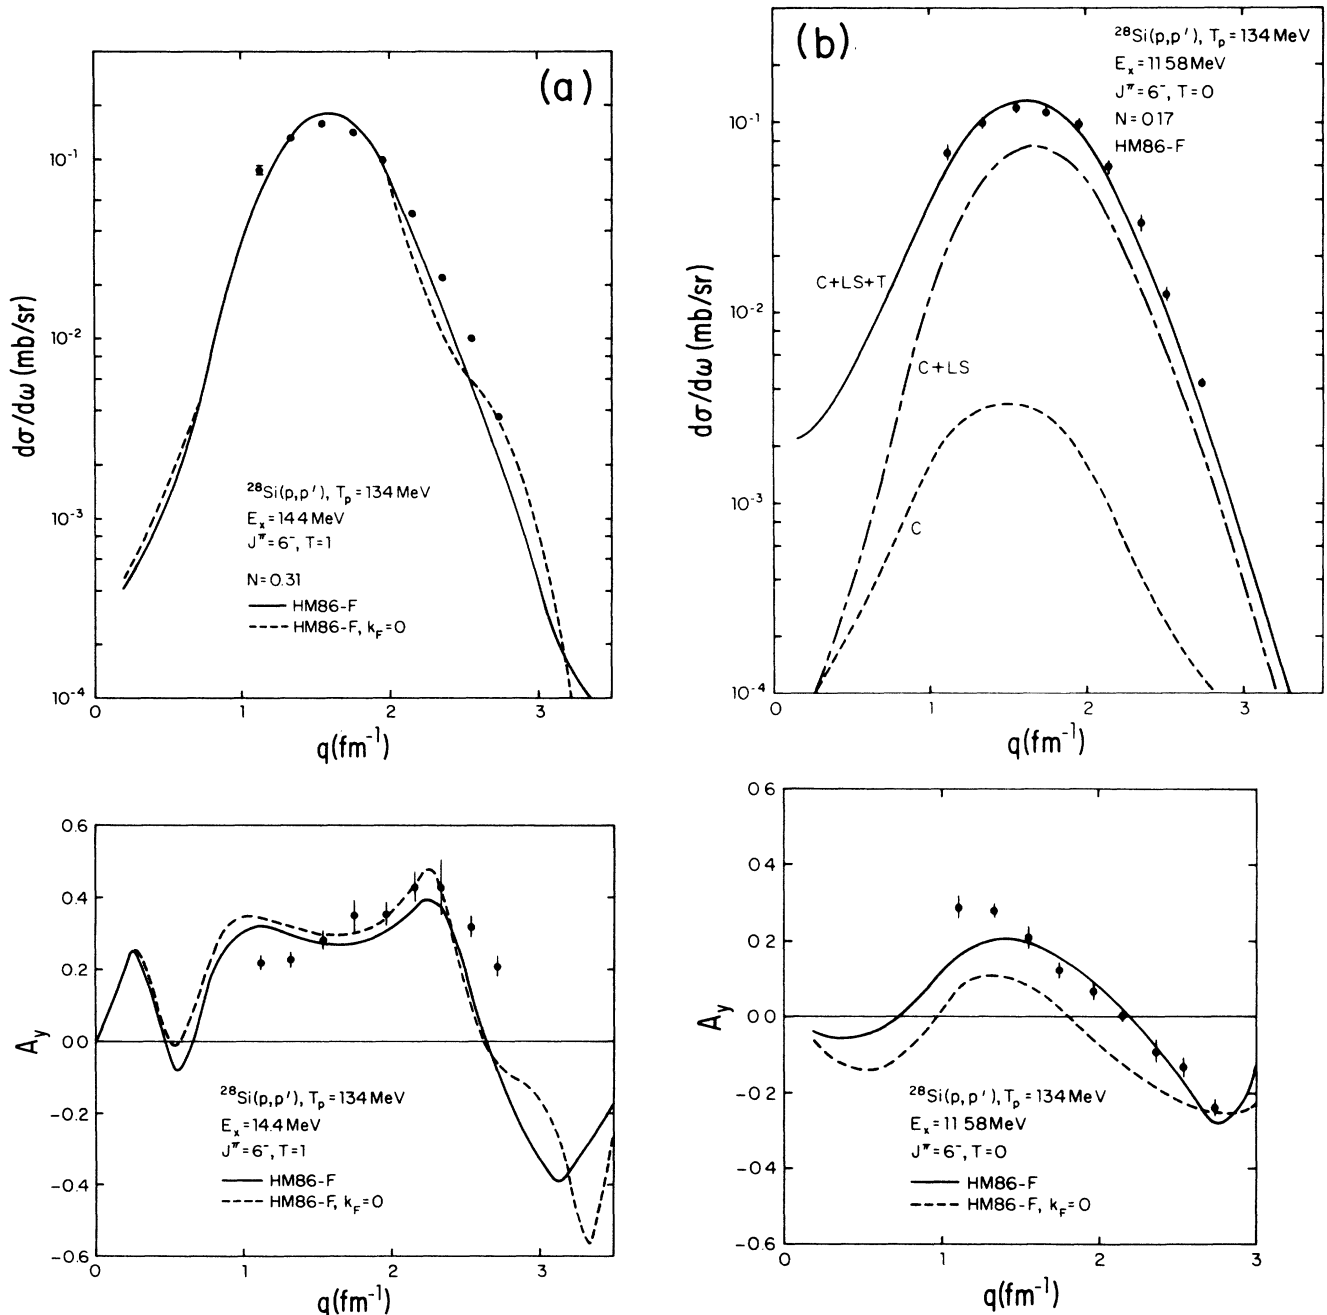 (a)
dσ/dω (mb/sr)
10⁻¹
10⁻²
10⁻³
10⁻⁴
²⁸Si(p,p′), Tₚ = 134 MeV
Eₓ = 14.4 MeV
J^π = 6⁻, T = 1
N = 0.31
HM86-F
HM86-F, k_F = 0
0 1 2 3
q(fm⁻¹)
(b)
dσ/dω (mb/sr)
10⁻¹
10⁻²
10⁻³
10⁻⁴
²⁸Si(p,p′), Tₚ = 134 MeV
Eₓ = 11 58 MeV
J^π = 6⁻, T = 0
N = 0 17
HM86-F
C+LS+T
C+LS
C
0 1 2 3
q(fm⁻¹)
A_y
0.6
0.4
0.2
0.0
−0.2
−0.4
−0.6
²⁸Si(p,p′), Tₚ = 134 MeV
Eₓ = 14.4 MeV
J^π = 6⁻, T = 1
HM86-F
HM86-F, k_F = 0
0 1 2 3
q(fm⁻¹)
A_y
0 6
0.4
0.2
0.0
−0.2
−0.4
−0.6
²⁸Si(p,p′), Tₚ = 134 MeV
Eₓ = 11 58 MeV
J^π = 6⁻, T = 0
HM86-F
HM86-F, k_F = 0
0 1 2 3
q(fm⁻¹)